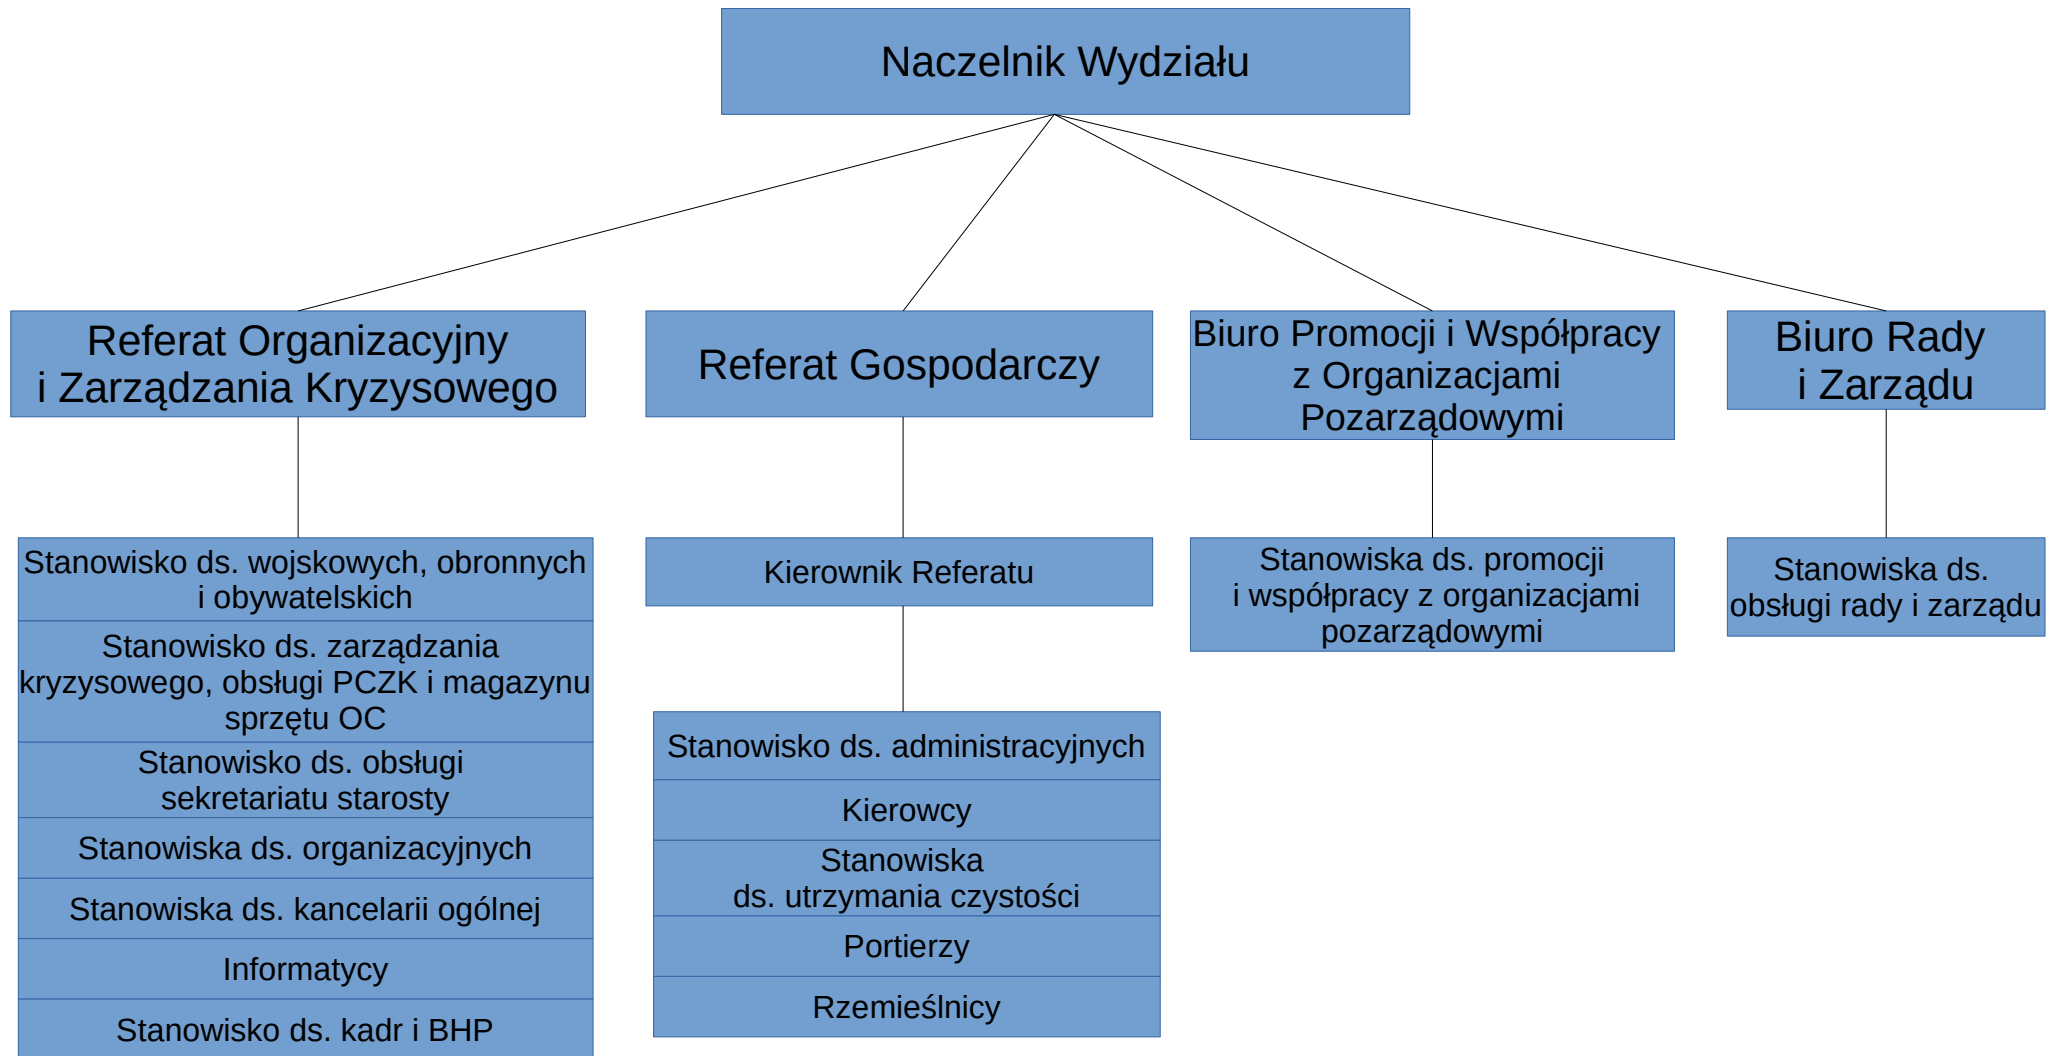 Naczelnik Wydziału
Referat Organizacyjny
i Zarządzania Kryzysowego
Referat Gospodarczy
Biuro Promocji i Współpracy
z Organizacjami
Pozarządowymi
Biuro Rady
i Zarządu
Stanowisko ds. wojskowych, obronnych
i obywatelskich
Stanowisko ds. zarządzania
kryzysowego, obsługi PCZK i magazynu
sprzętu OC
Stanowisko ds. obsługi
sekretariatu starosty
Stanowiska ds. organizacyjnych
Stanowiska ds. kancelarii ogólnej
Informatycy
Stanowisko ds. kadr i BHP
Kierownik Referatu
Stanowisko ds. administracyjnych
Kierowcy
Stanowiska
ds. utrzymania czystości
Portierzy
Rzemieślnicy
Stanowiska ds. promocji
i współpracy z organizacjami
pozarządowymi
Stanowiska ds.
obsługi rady i zarządu